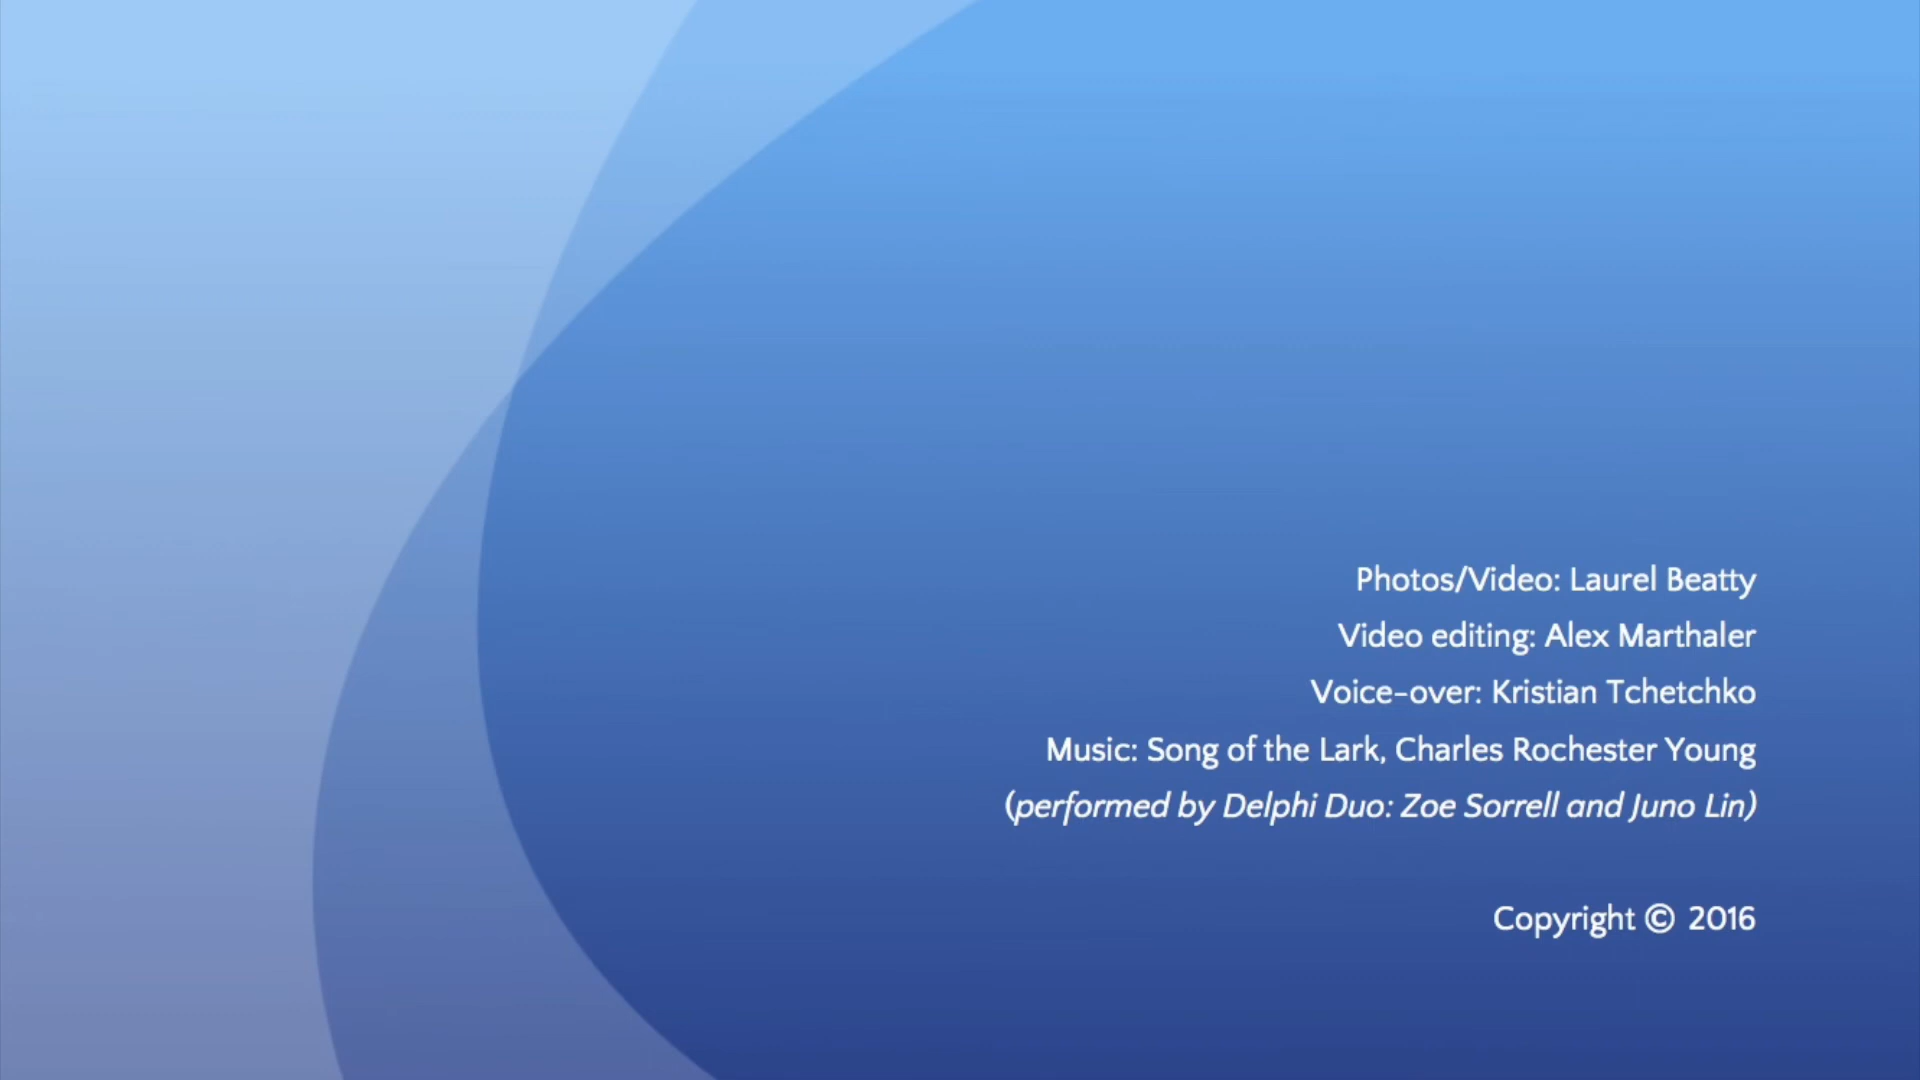 Photos/Video: Laurel Beatty
Video editing: Alex Marthaler
Voice-over: Kristian Tchetchko
Music: Song of the Lark, Charles Rochester Young
(performed by Delphi Duo: Zoe Sorrell and Juno Lin)
Copyright © 2016